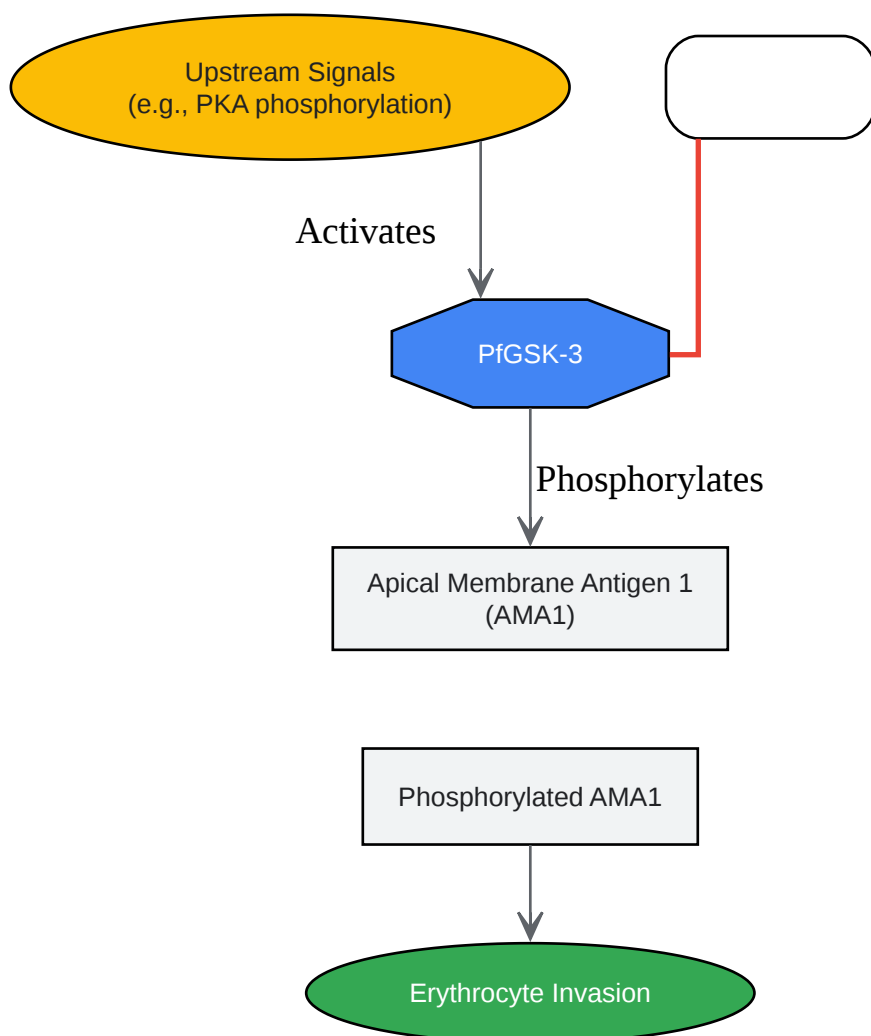 Upstream Signals
(e.g., PKA phosphorylation)
Activates
PfGSK-3
Phosphorylates
Apical Membrane Antigen 1
(AMA1)
Phosphorylated AMA1
Erythrocyte Invasion